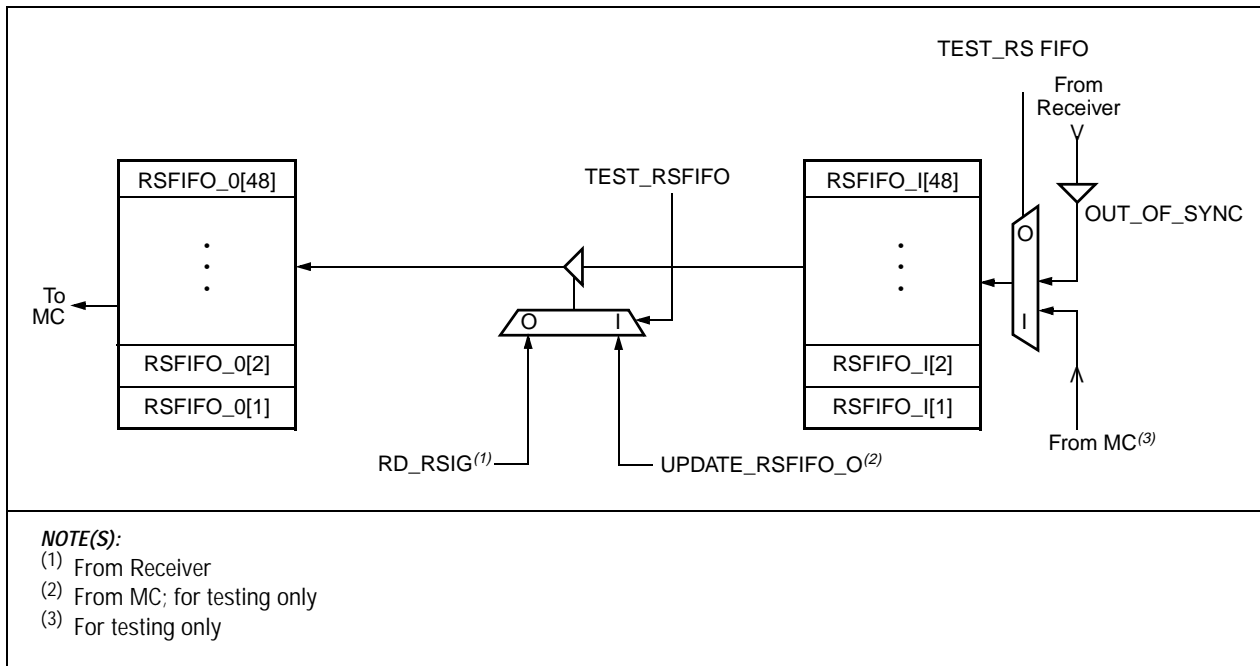 TEST_RS FIFO
From
Receiver
RSFIFO_0[48]
TEST_RSFIFO
RSFIFO_I[48]
OUT_OF_SYNC
O
To
MC
O I
I
RSFIFO_0[2]
RSFIFO_I[2]
RSFIFO_0[1]
RSFIFO_I[1]
From MC(3)
RD_RSIG(1)
UPDATE_RSFIFO_O(2)
NOTE(S):
(1) From Receiver
(2) From MC; for testing only
(3) For testing only